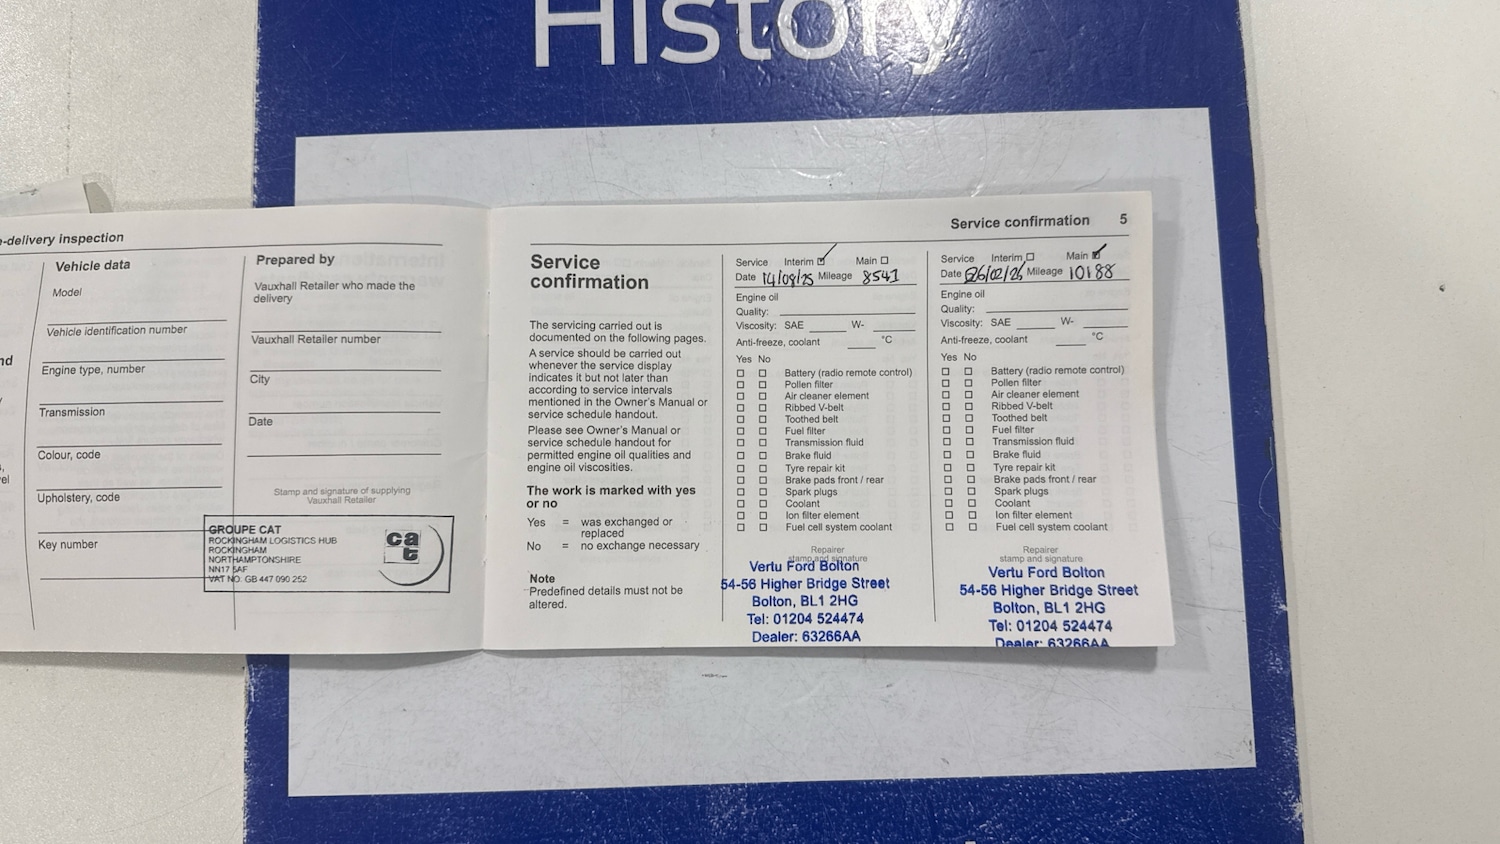 History
e-delivery inspection
Vehicle data
Model
Vehicle identification number
Engine type, number
Transmission
Colour, code
Upholstery, code
Key number
Prepared by
Vauxhall Retailer who made the
delivery
Vauxhall Retailer number
City
Date
Stamp and signature of supplying
Vauxhall Retailer
GROUPE CAT
ROCKINGHAM LOGISTICS HUB
ROCKINGHAM
NORTHAMPTONSHIRE
NN17 5AF
VAT NO. GB 447 090 252
cat
Service confirmation 5
Service
confirmation
The servicing carried out is
documented on the following pages.
A service should be carried out
whenever the service display
indicates it but not later than
according to service intervals
mentioned in the Owner's Manual or
service schedule handout.
Please see Owner's Manual or
service schedule handout for
permitted engine oil qualities and
engine oil viscosities.
The work is marked with yes
or no
Yes = was exchanged or
replaced
No = no exchange necessary
Note
Predefined details must not be
altered.
Service Interim Main
Date 14/08/25 Mileage 8541
Engine oil
Quality:
Viscosity: SAE W-
Anti-freeze, coolant °C
Yes No
Battery (radio remote control)
Pollen filter
Air cleaner element
Ribbed V-belt
Toothed belt
Fuel filter
Transmission fluid
Brake fluid
Tyre repair kit
Brake pads front / rear
Spark plugs
Coolant
Ion filter element
Fuel cell system coolant
Repairer
stamp and signature
Vertu Ford Bolton
54-56 Higher Bridge Street
Bolton, BL1 2HG
Tel: 01204 524474
Dealer: 63266AA
Service Interim Main
Date 26/02/26 Mileage 10188
Engine oil
Quality:
Viscosity: SAE W-
Anti-freeze, coolant °C
Yes No
Battery (radio remote control)
Pollen filter
Air cleaner element
Ribbed V-belt
Toothed belt
Fuel filter
Transmission fluid
Brake fluid
Tyre repair kit
Brake pads front / rear
Spark plugs
Coolant
Ion filter element
Fuel cell system coolant
Repairer
stamp and signature
Vertu Ford Bolton
54-56 Higher Bridge Street
Bolton, BL1 2HG
Tel: 01204 524474
Dealer: 63266AA